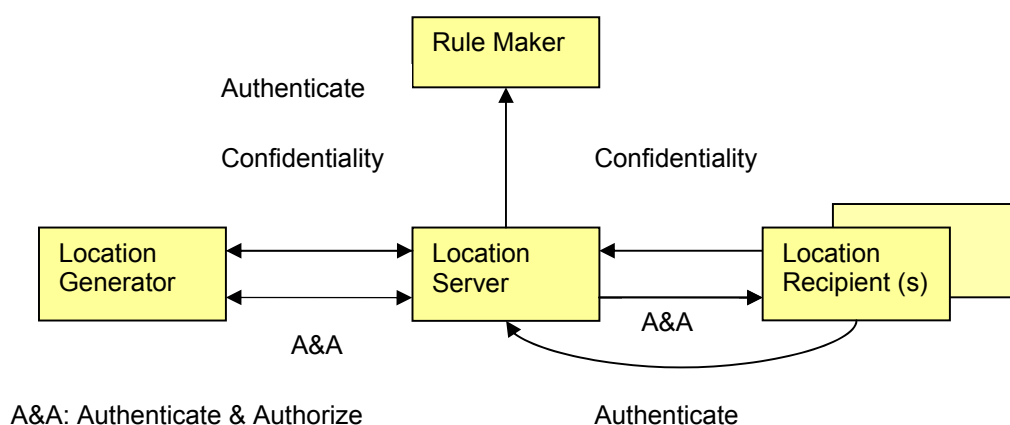 Rule Maker
Authenticate
Confidentiality
Confidentiality
Location
Generator
Location
Server
Location
Recipient (s)
A&A
A&A
A&A: Authenticate & Authorize
Authenticate